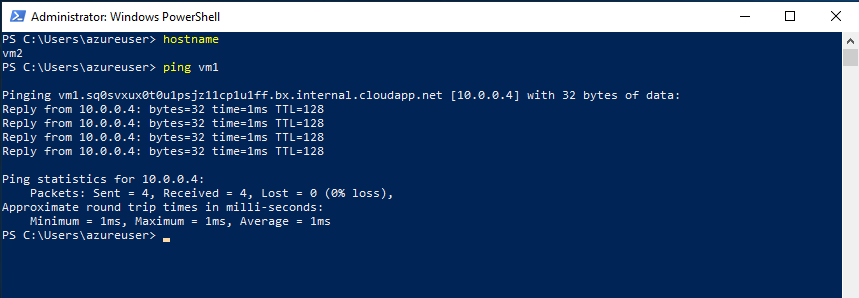 Administrator: Windows PowerShell
PS C:\Users\azureuser> hostname
vm2
PS C:\Users\azureuser> ping vm1
Pinging vm1.sq0svxux0t0u1psjz11cp1u1ff.bx.internal.cloudapp.net [10.0.0.4] with 32 bytes of data:
Reply from 10.0.0.4: bytes=32 time=1ms TTL=128
Reply from 10.0.0.4: bytes=32 time=1ms TTL=128
Reply from 10.0.0.4: bytes=32 time=1ms TTL=128
Reply from 10.0.0.4: bytes=32 time=1ms TTL=128
Ping statistics for 10.0.0.4:
    Packets: Sent = 4, Received = 4, Lost = 0 (0% loss),
Approximate round trip times in milli-seconds:
    Minimum = 1ms, Maximum = 1ms, Average = 1ms
PS C:\Users\azureuser>